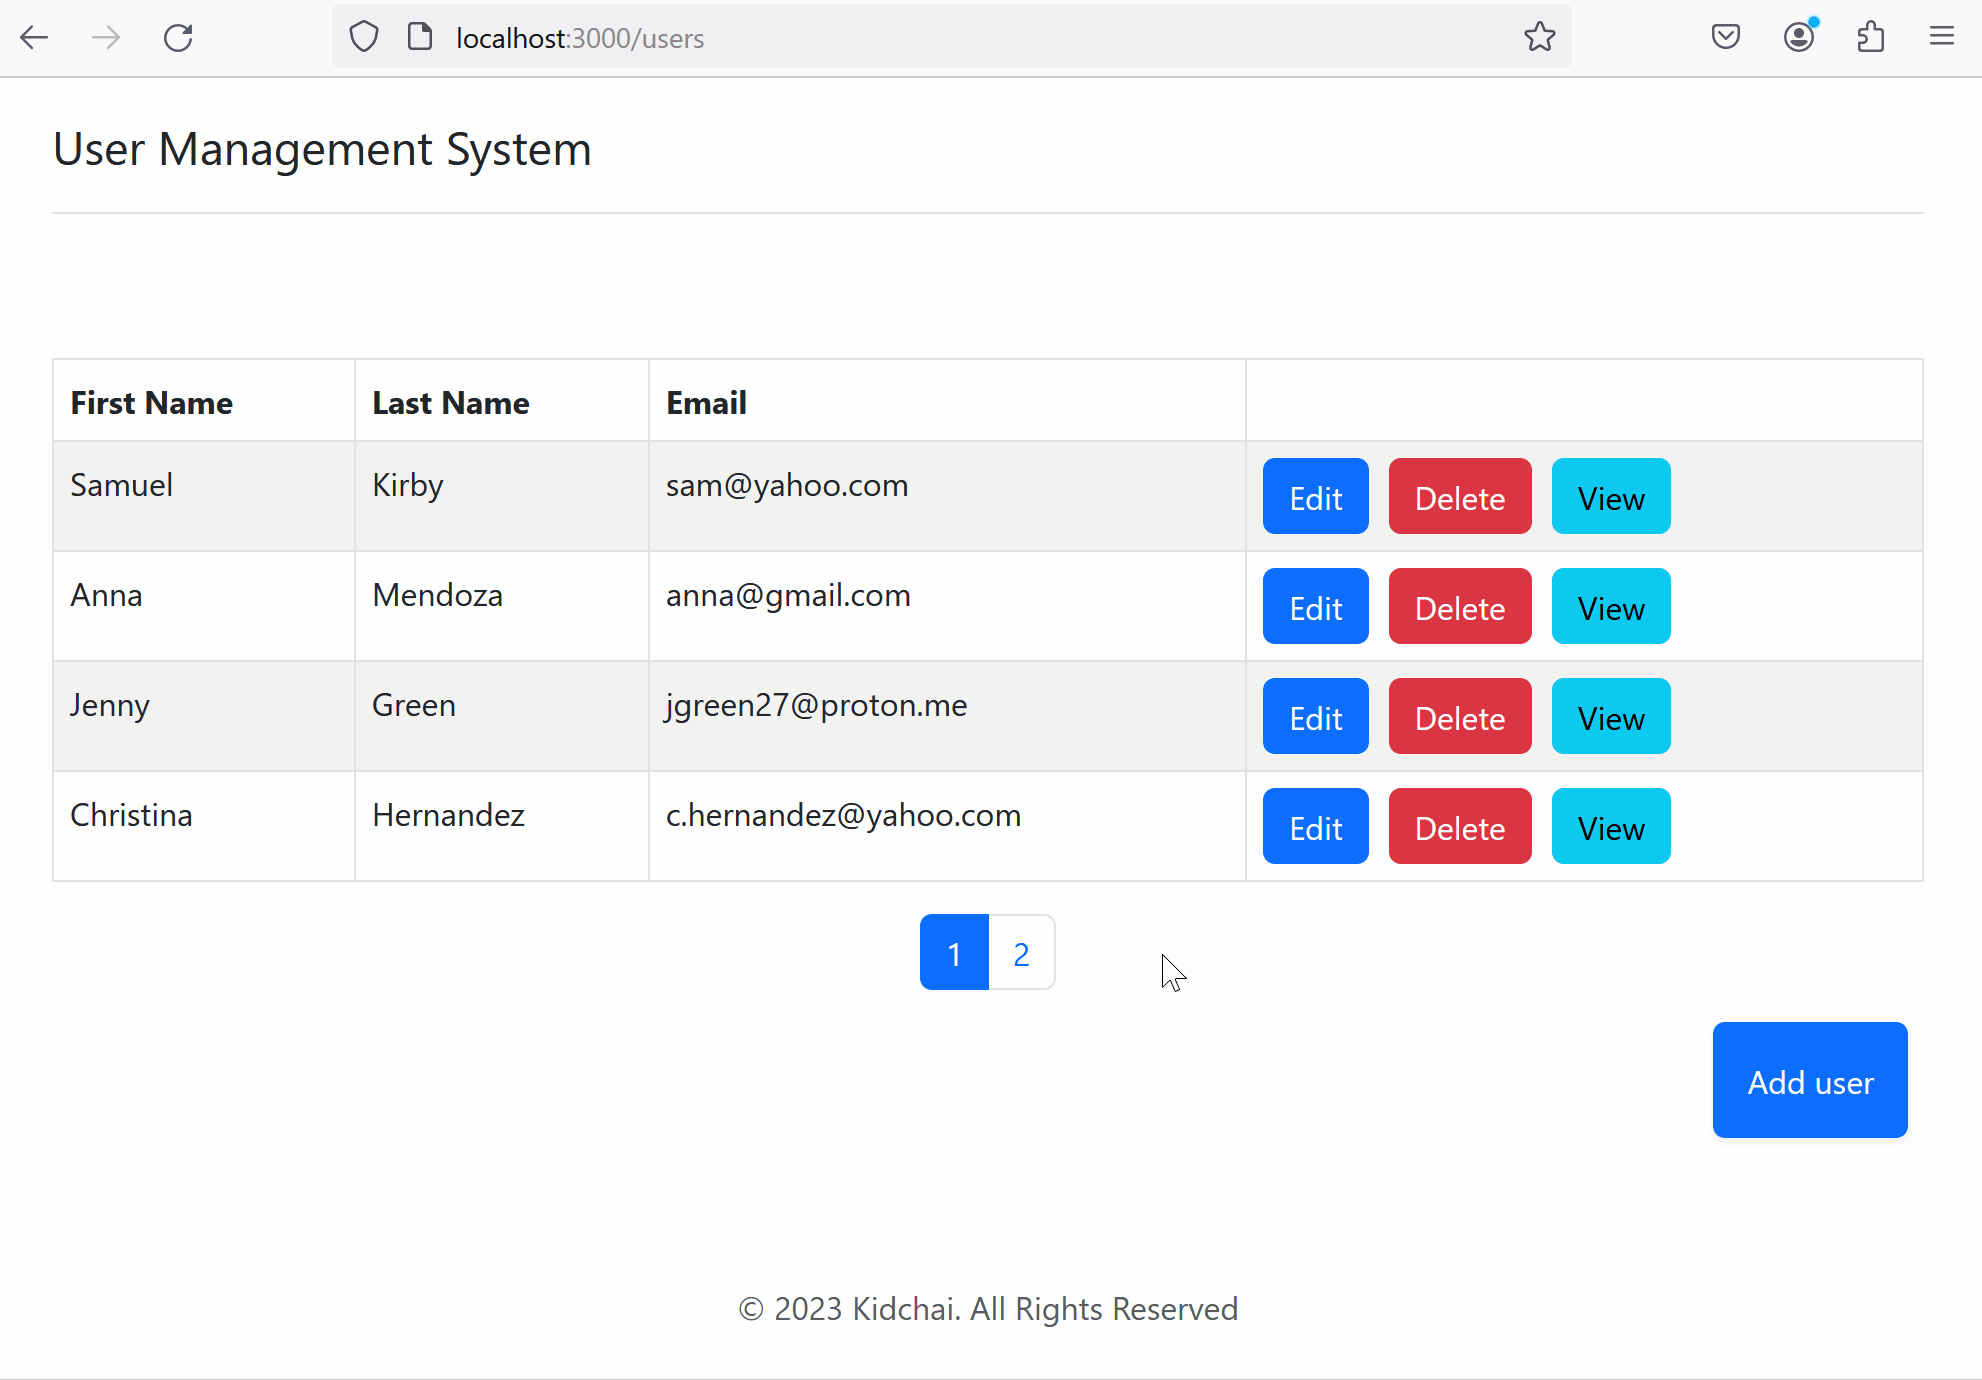 localhost:3000/users
User Management System
First Name Last Name Email
Samuel Kirby sam@yahoo.com Edit Delete View
Anna Mendoza anna@gmail.com Edit Delete View
Jenny Green jgreen27@proton.me Edit Delete View
Christina Hernandez c.hernandez@yahoo.com Edit Delete View
1 2
Add user
© 2023 Kidchai. All Rights Reserved